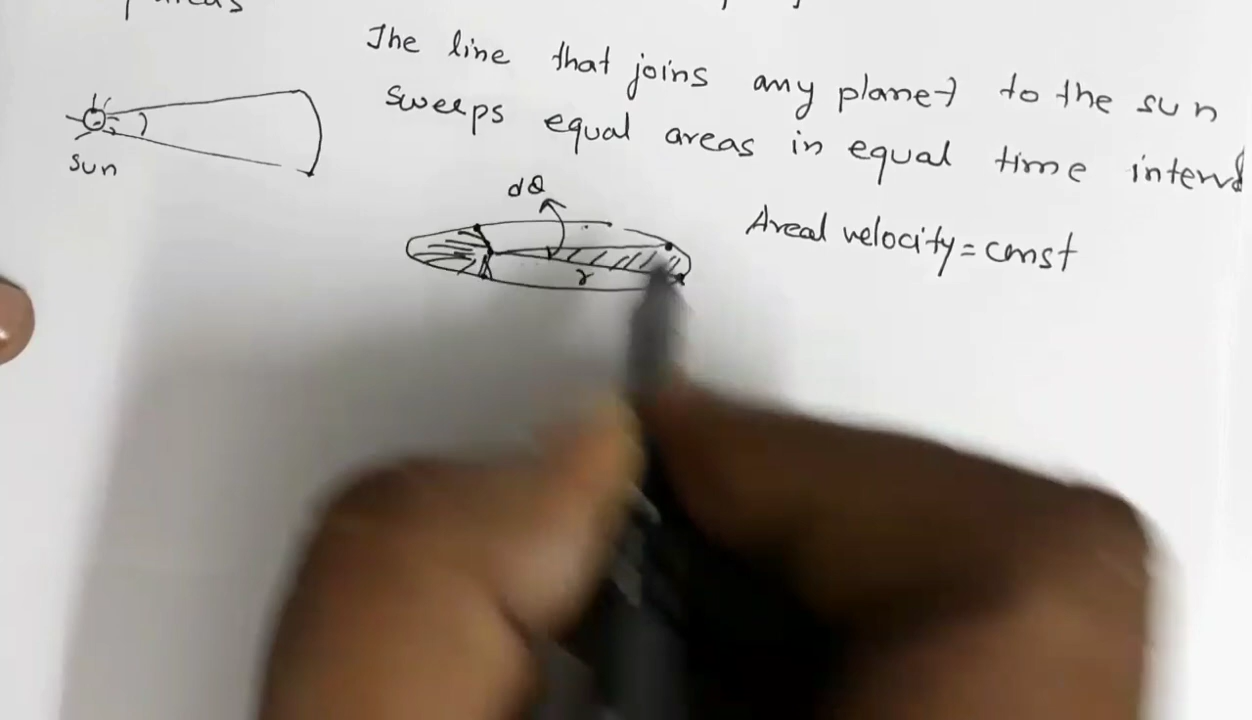 areas
The line that joins any planet to the sun
sweeps equal areas in equal time
Sun
dθ
r
Areal velocity = const